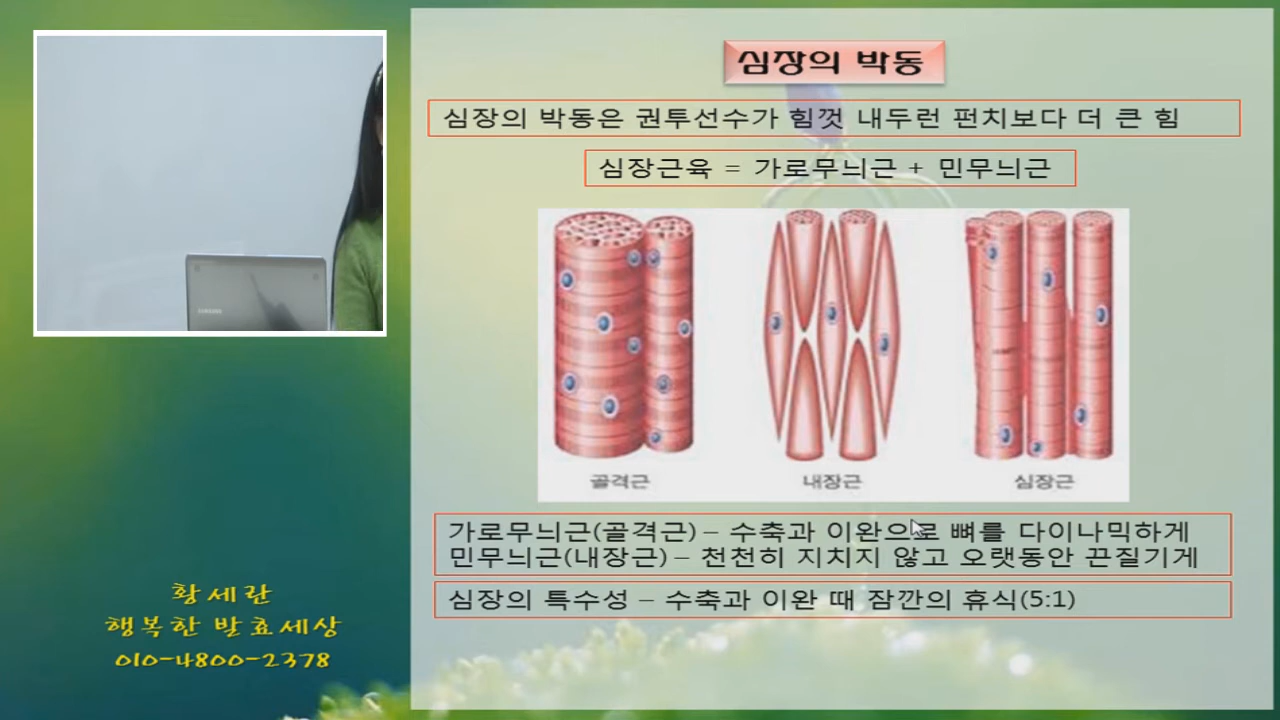 심장의 박동
심장의 박동은 권투선수가 힘껏 내두런 펀치보다 더 큰 힘
심장근육 = 가로무늬근 + 민무늬근
골격근 내장근 심장근
가로무늬근(골격근) – 수축과 이완으로 뼈를 다이나믹하게
민무늬근(내장근) – 천천히 지치지 않고 오랫동안 끈질기게
심장의 특수성 – 수축과 이완 때 잠깐의 휴식(5:1)
SAMSUNG
황세란
행복한 발효세상
010-4800-2378